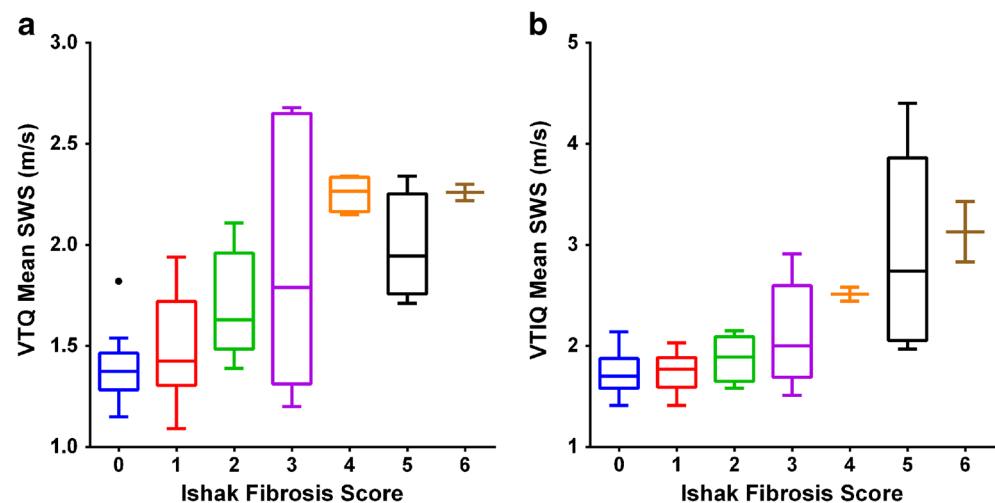 a
VTQ Mean SWS (m/s)
3.0
2.5
2.0
1.5
1.0
0 1 2 3 4 5 6
Ishak Fibrosis Score
b
VTIQ Mean SWS (m/s)
5
4
3
2
1
0 1 2 3 4 5 6
Ishak Fibrosis Score